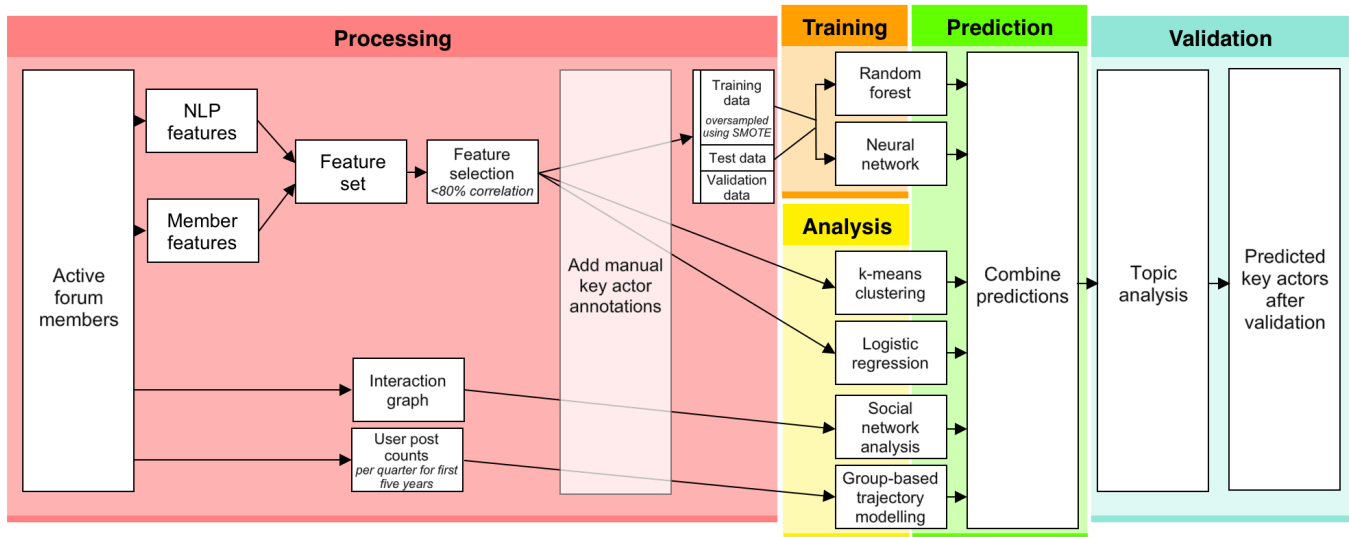 Processing
Training
Prediction
Validation
Analysis
Active
forum
members
NLP
features
Member
features
Feature
set
Feature
selection
<80% correlation
Interaction
graph
User post
counts
per quarter for first
five years
Add manual
key actor
annotations
Training
data
oversampled
using SMOTE
Test data
Validation
data
Random
forest
Neural
network
k-means
clustering
Logistic
regression
Social
network
analysis
Group-based
trajectory
modelling
Combine
predictions
Topic
analysis
Predicted
key actors
after
validation